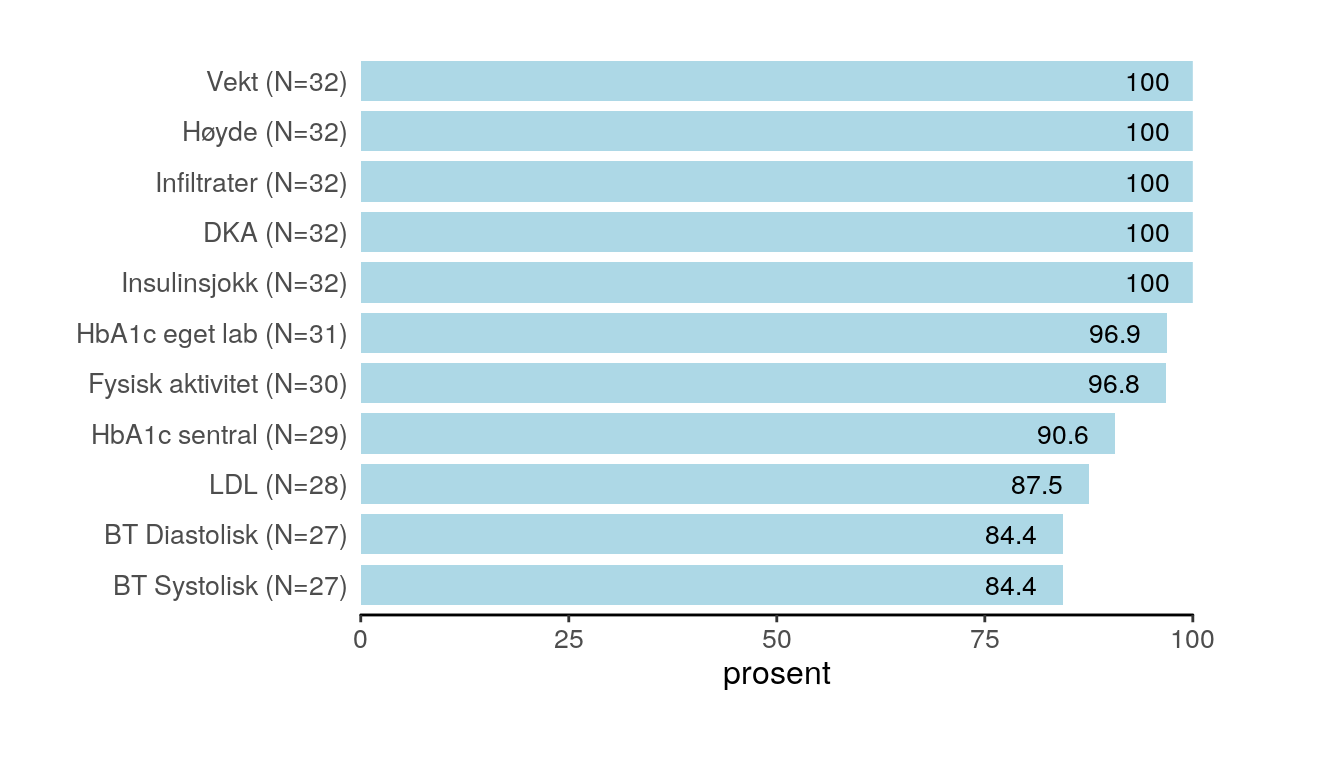 Vekt (N=32) 100
Høyde (N=32) 100
Infiltrater (N=32) 100
DKA (N=32) 100
Insulinsjokk (N=32) 100
HbA1c eget lab (N=31) 96.9
Fysisk aktivitet (N=30) 96.8
HbA1c sentral (N=29) 90.6
LDL (N=28) 87.5
BT Diastolisk (N=27) 84.4
BT Systolisk (N=27) 84.4
0 25 50 75 100
prosent